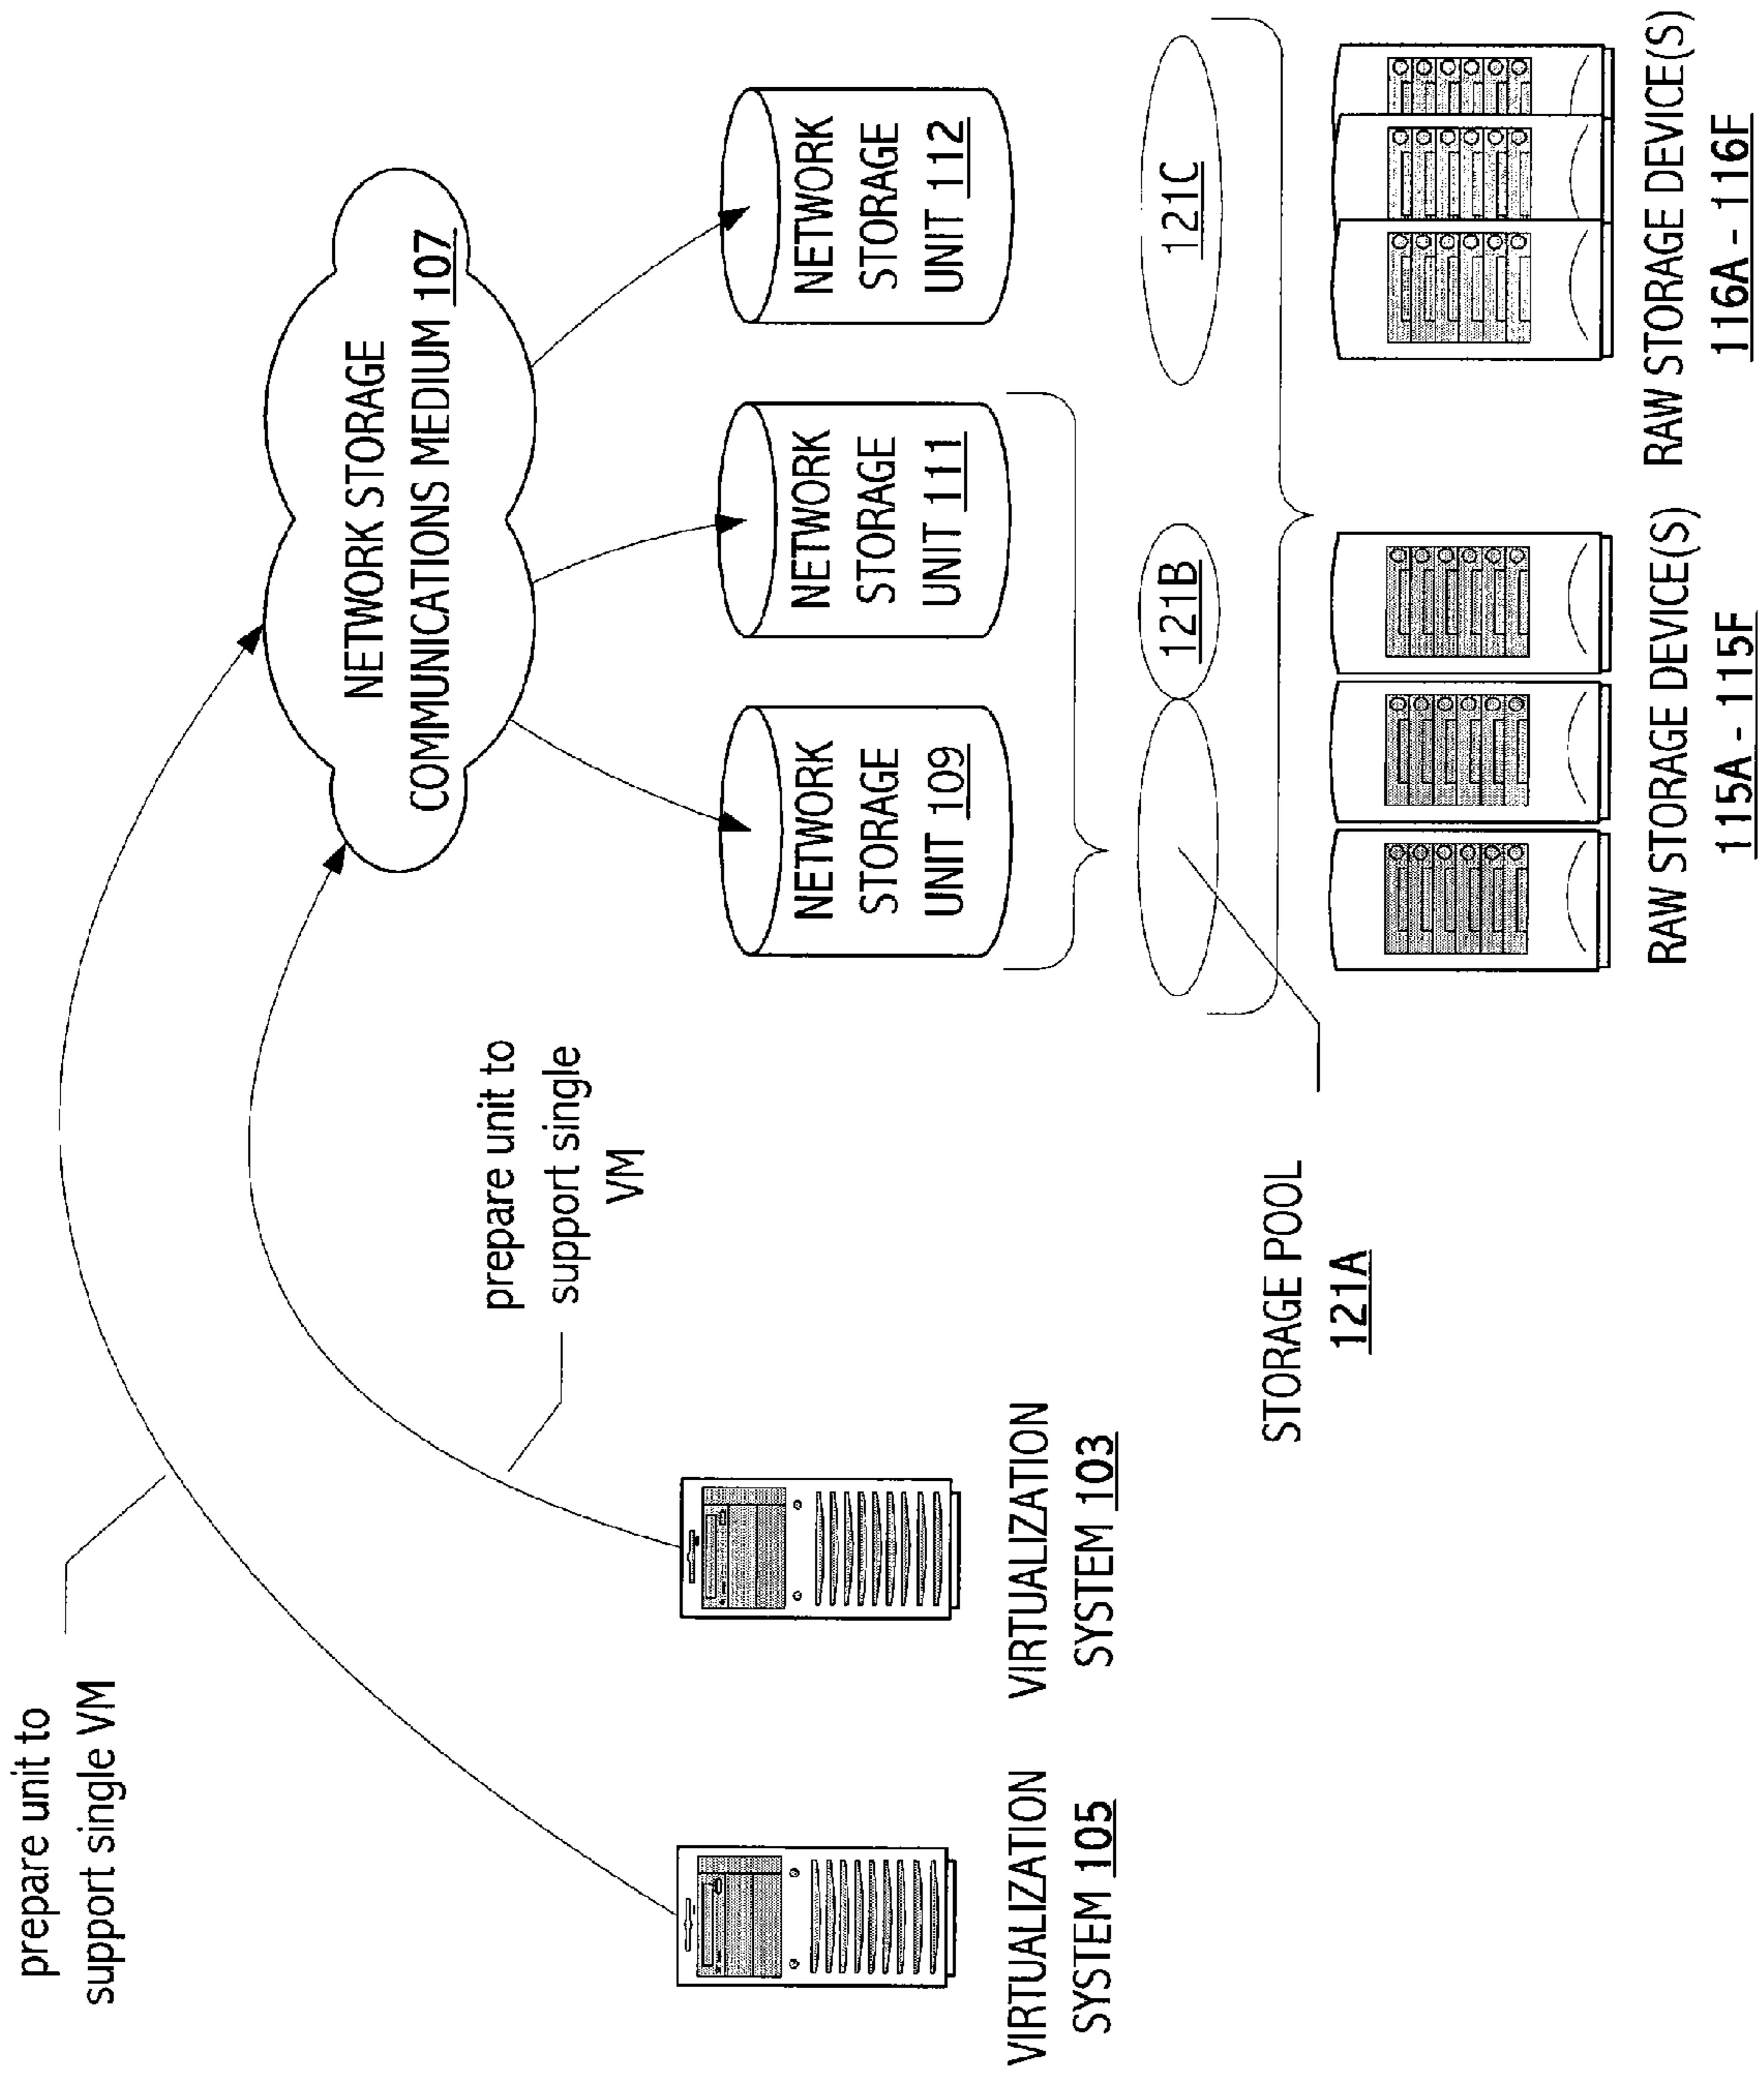 prepare unit to
support single VM
prepare unit to
support single
VM
VIRTUALIZATION
SYSTEM 105
VIRTUALIZATION
SYSTEM 103
NETWORK STORAGE
COMMUNICATIONS MEDIUM 107
NETWORK
STORAGE
UNIT 109
NETWORK
STORAGE
UNIT 111
NETWORK
STORAGE
UNIT 112
STORAGE POOL
121A
121B
121C
RAW STORAGE DEVICE(S)
115A - 115F
RAW STORAGE DEVICE(S)
116A - 116F